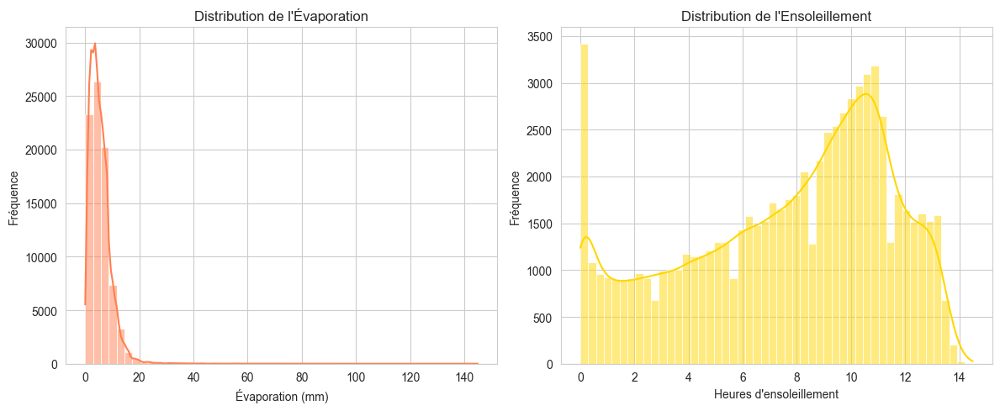 Distribution de l'Évaporation
Fréquence
30000
25000
20000
15000
10000
5000
0
0 20 40 60 80 100 120 140
Évaporation (mm)
Distribution de l'Ensoleillement
Fréquence
3500
3000
2500
2000
1500
1000
500
0
0 2 4 6 8 10 12 14
Heures d'ensoleillement